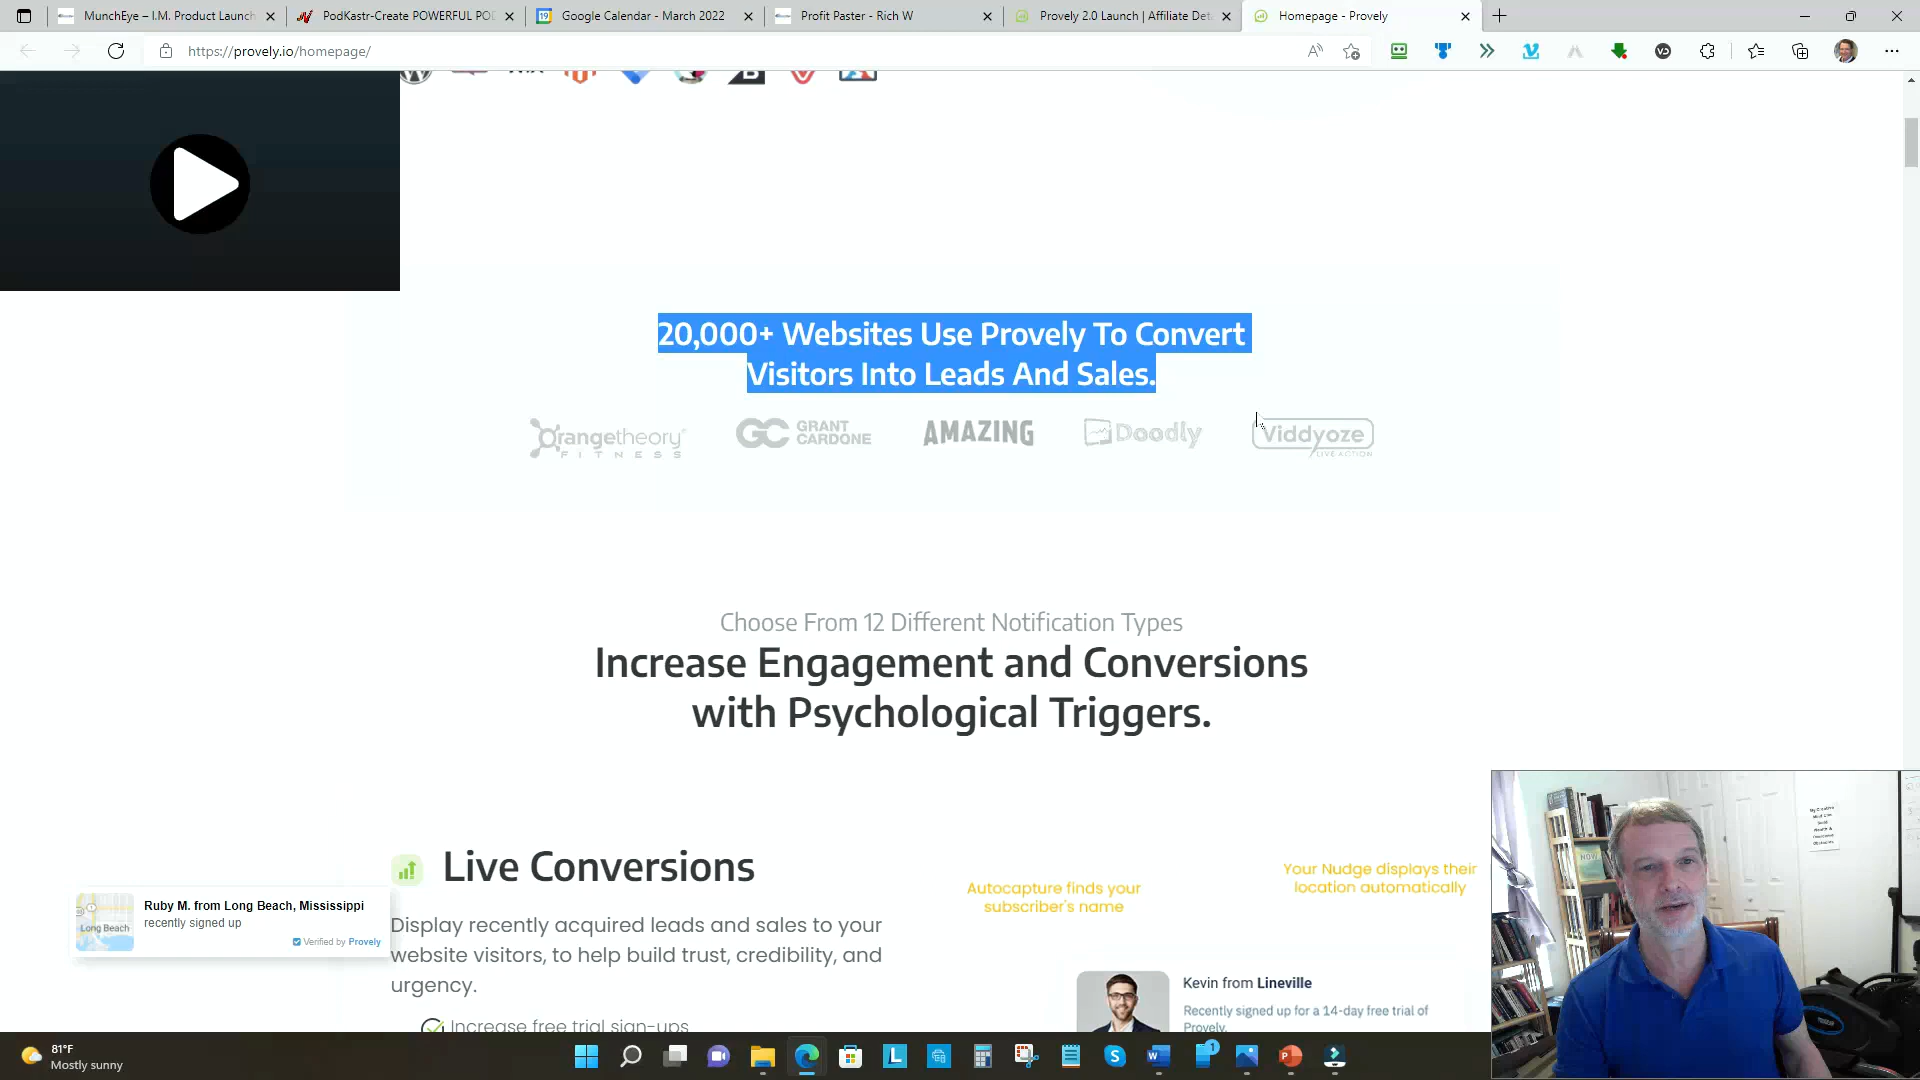 MunchEye – I.M. Product Launch
PodKastr-Create POWERFUL POD
Google Calendar - March 2022
Profit Paster - Rich W
Provely 2.0 Launch | Affiliate Det
Homepage - Provely
https://provely.io/homepage/
20,000+ Websites Use Provely To Convert
Visitors Into Leads And Sales.
Orangetheory
FITNESS
GC GRANT
CARDONE
AMAZING
Doodly
Viddyoze
LIVE ACTION
Choose From 12 Different Notification Types
Increase Engagement and Conversions
with Psychological Triggers.
Live Conversions
Display recently acquired leads and sales to your
website visitors, to help build trust, credibility, and
urgency.
Increase free trial sign-ups
Autocapture finds your
subscriber's name
Your Nudge displays their
location automatically
Kevin from Lineville
Recently signed up for a 14-day free trial of
Provely.
Long Beach
Ruby M. from Long Beach, Mississippi
recently signed up
Verified by Provely
81°F
Mostly sunny